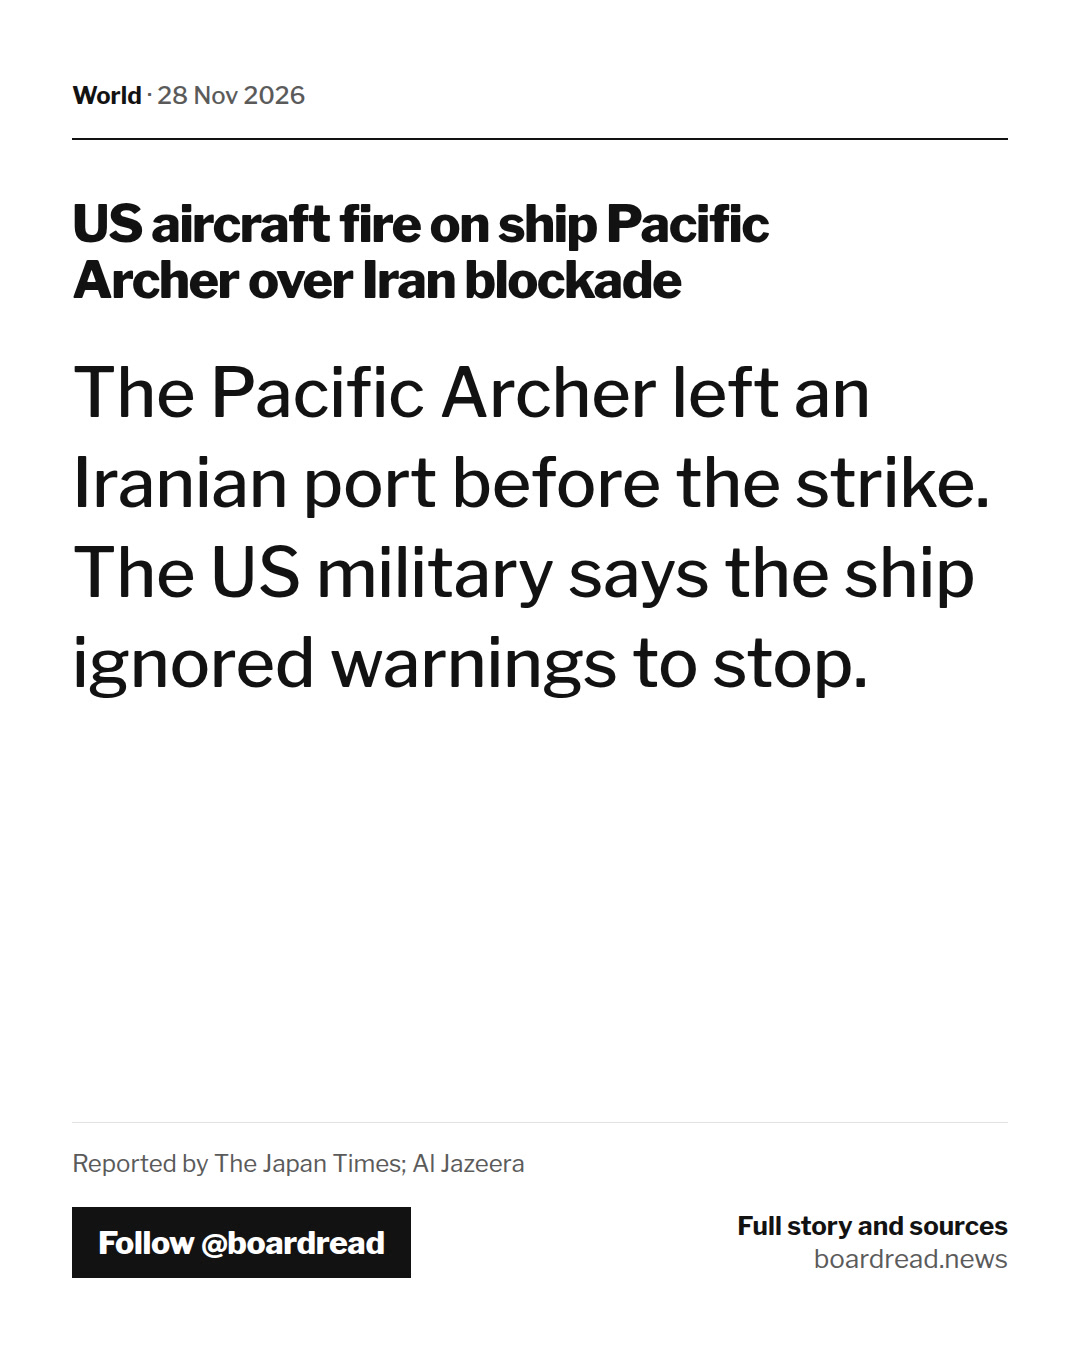 World · 28 Nov 2026
US aircraft fire on ship Pacific
Archer over Iran blockade
The Pacific Archer left an
Iranian port before the strike.
The US military says the ship
ignored warnings to stop.
Reported by The Japan Times; Al Jazeera
Follow @boardread
Full story and sources
boardread.news